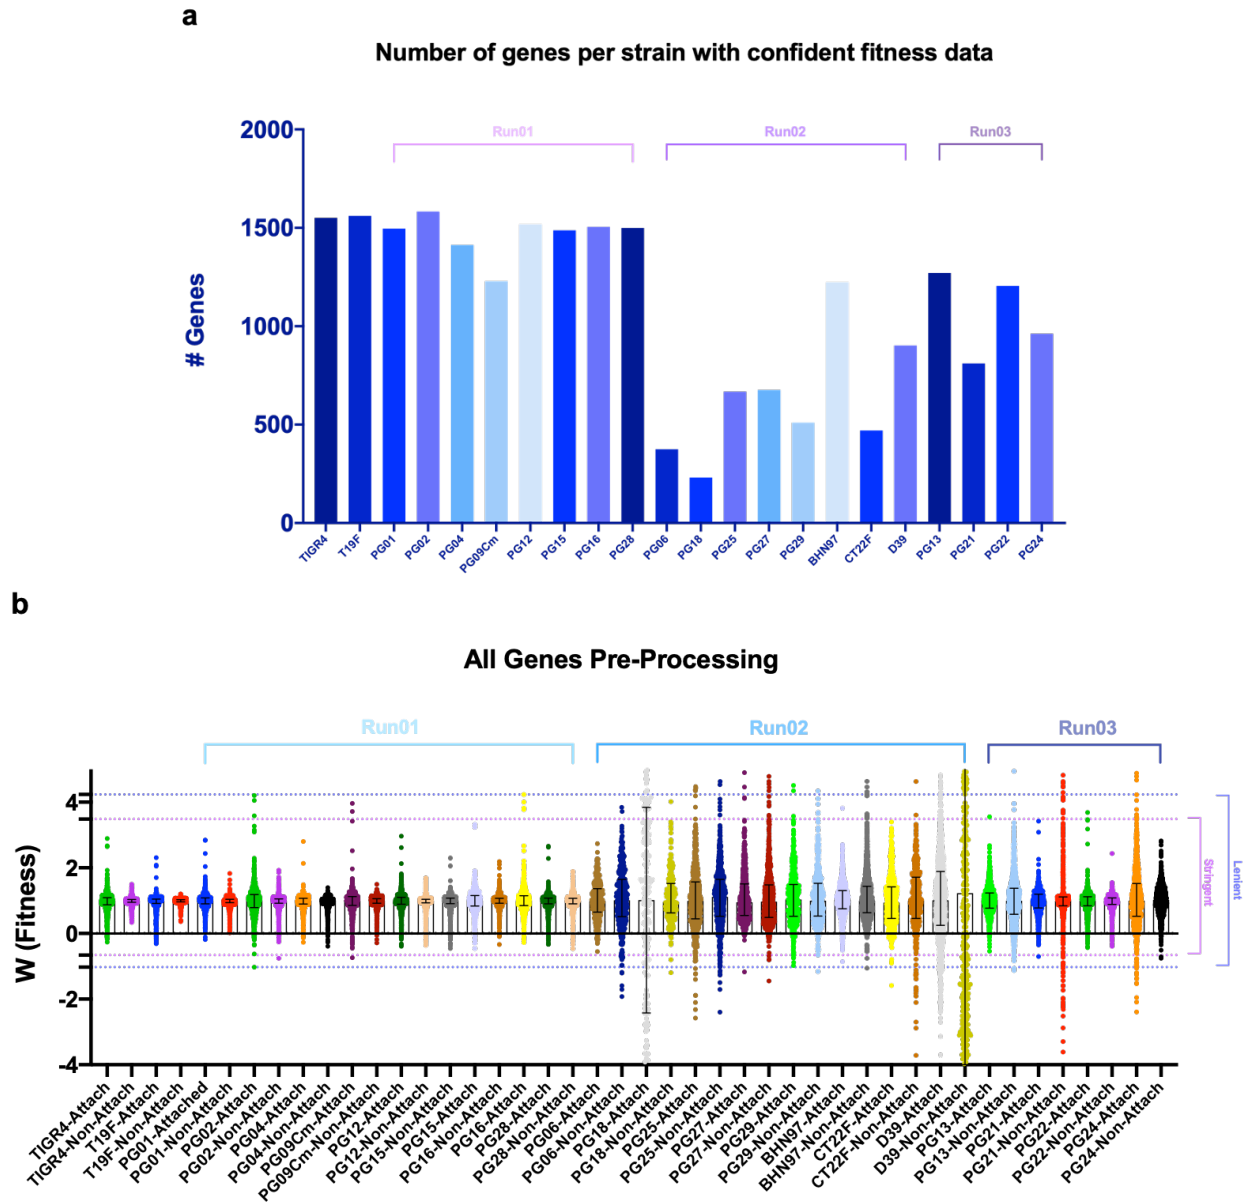 a
Number of genes per strain with confident fitness data
Run01
Run02
Run03
# Genes
2000
1500
1000
500
0
TIGR4
T19F
PG01
PG02
PG04
PG09Cm
PG12
PG15
PG16
PG28
PG06
PG18
PG25
PG27
PG29
BHN97
CT22F
D39
PG13
PG21
PG22
PG24
b
All Genes Pre-Processing
Run01
Run02
Run03
W (Fitness)
4
2
0
-2
-4
Stringent
Lenient
TIGR4-Attach
TIGR4-Non-Attach
T19F-Attach
T19F-Non-Attach
PG01-Attached
PG01-Non-Attach
PG02-Attach
PG02-Non-Attach
PG04-Attach
PG04-Non-Attach
PG09Cm-Attach
PG09Cm-Non-Attach
PG12-Attach
PG12-Non-Attach
PG15-Non-Attach
PG15-Attach
PG16-Non-Attach
PG16-Attach
PG28-Attach
PG28-Non-Attach
PG06-Attach
PG06-Non-Attach
PG18-Attach
PG18-Non-Attach
PG25-Attach
PG25-Non-Attach
PG27-Attach
PG27-Non-Attach
PG29-Attach
PG29-Non-Attach
BHN97-Attach
BHN97-Non-Attach
CT22F-Attach
CT22F-Non-Attach
D39-Attach
D39-Non-Attach
PG13-Attach
PG13-Non-Attach
PG21-Attach
PG21-Non-Attach
PG22-Attach
PG22-Non-Attach
PG24-Attach
PG24-Non-Attach